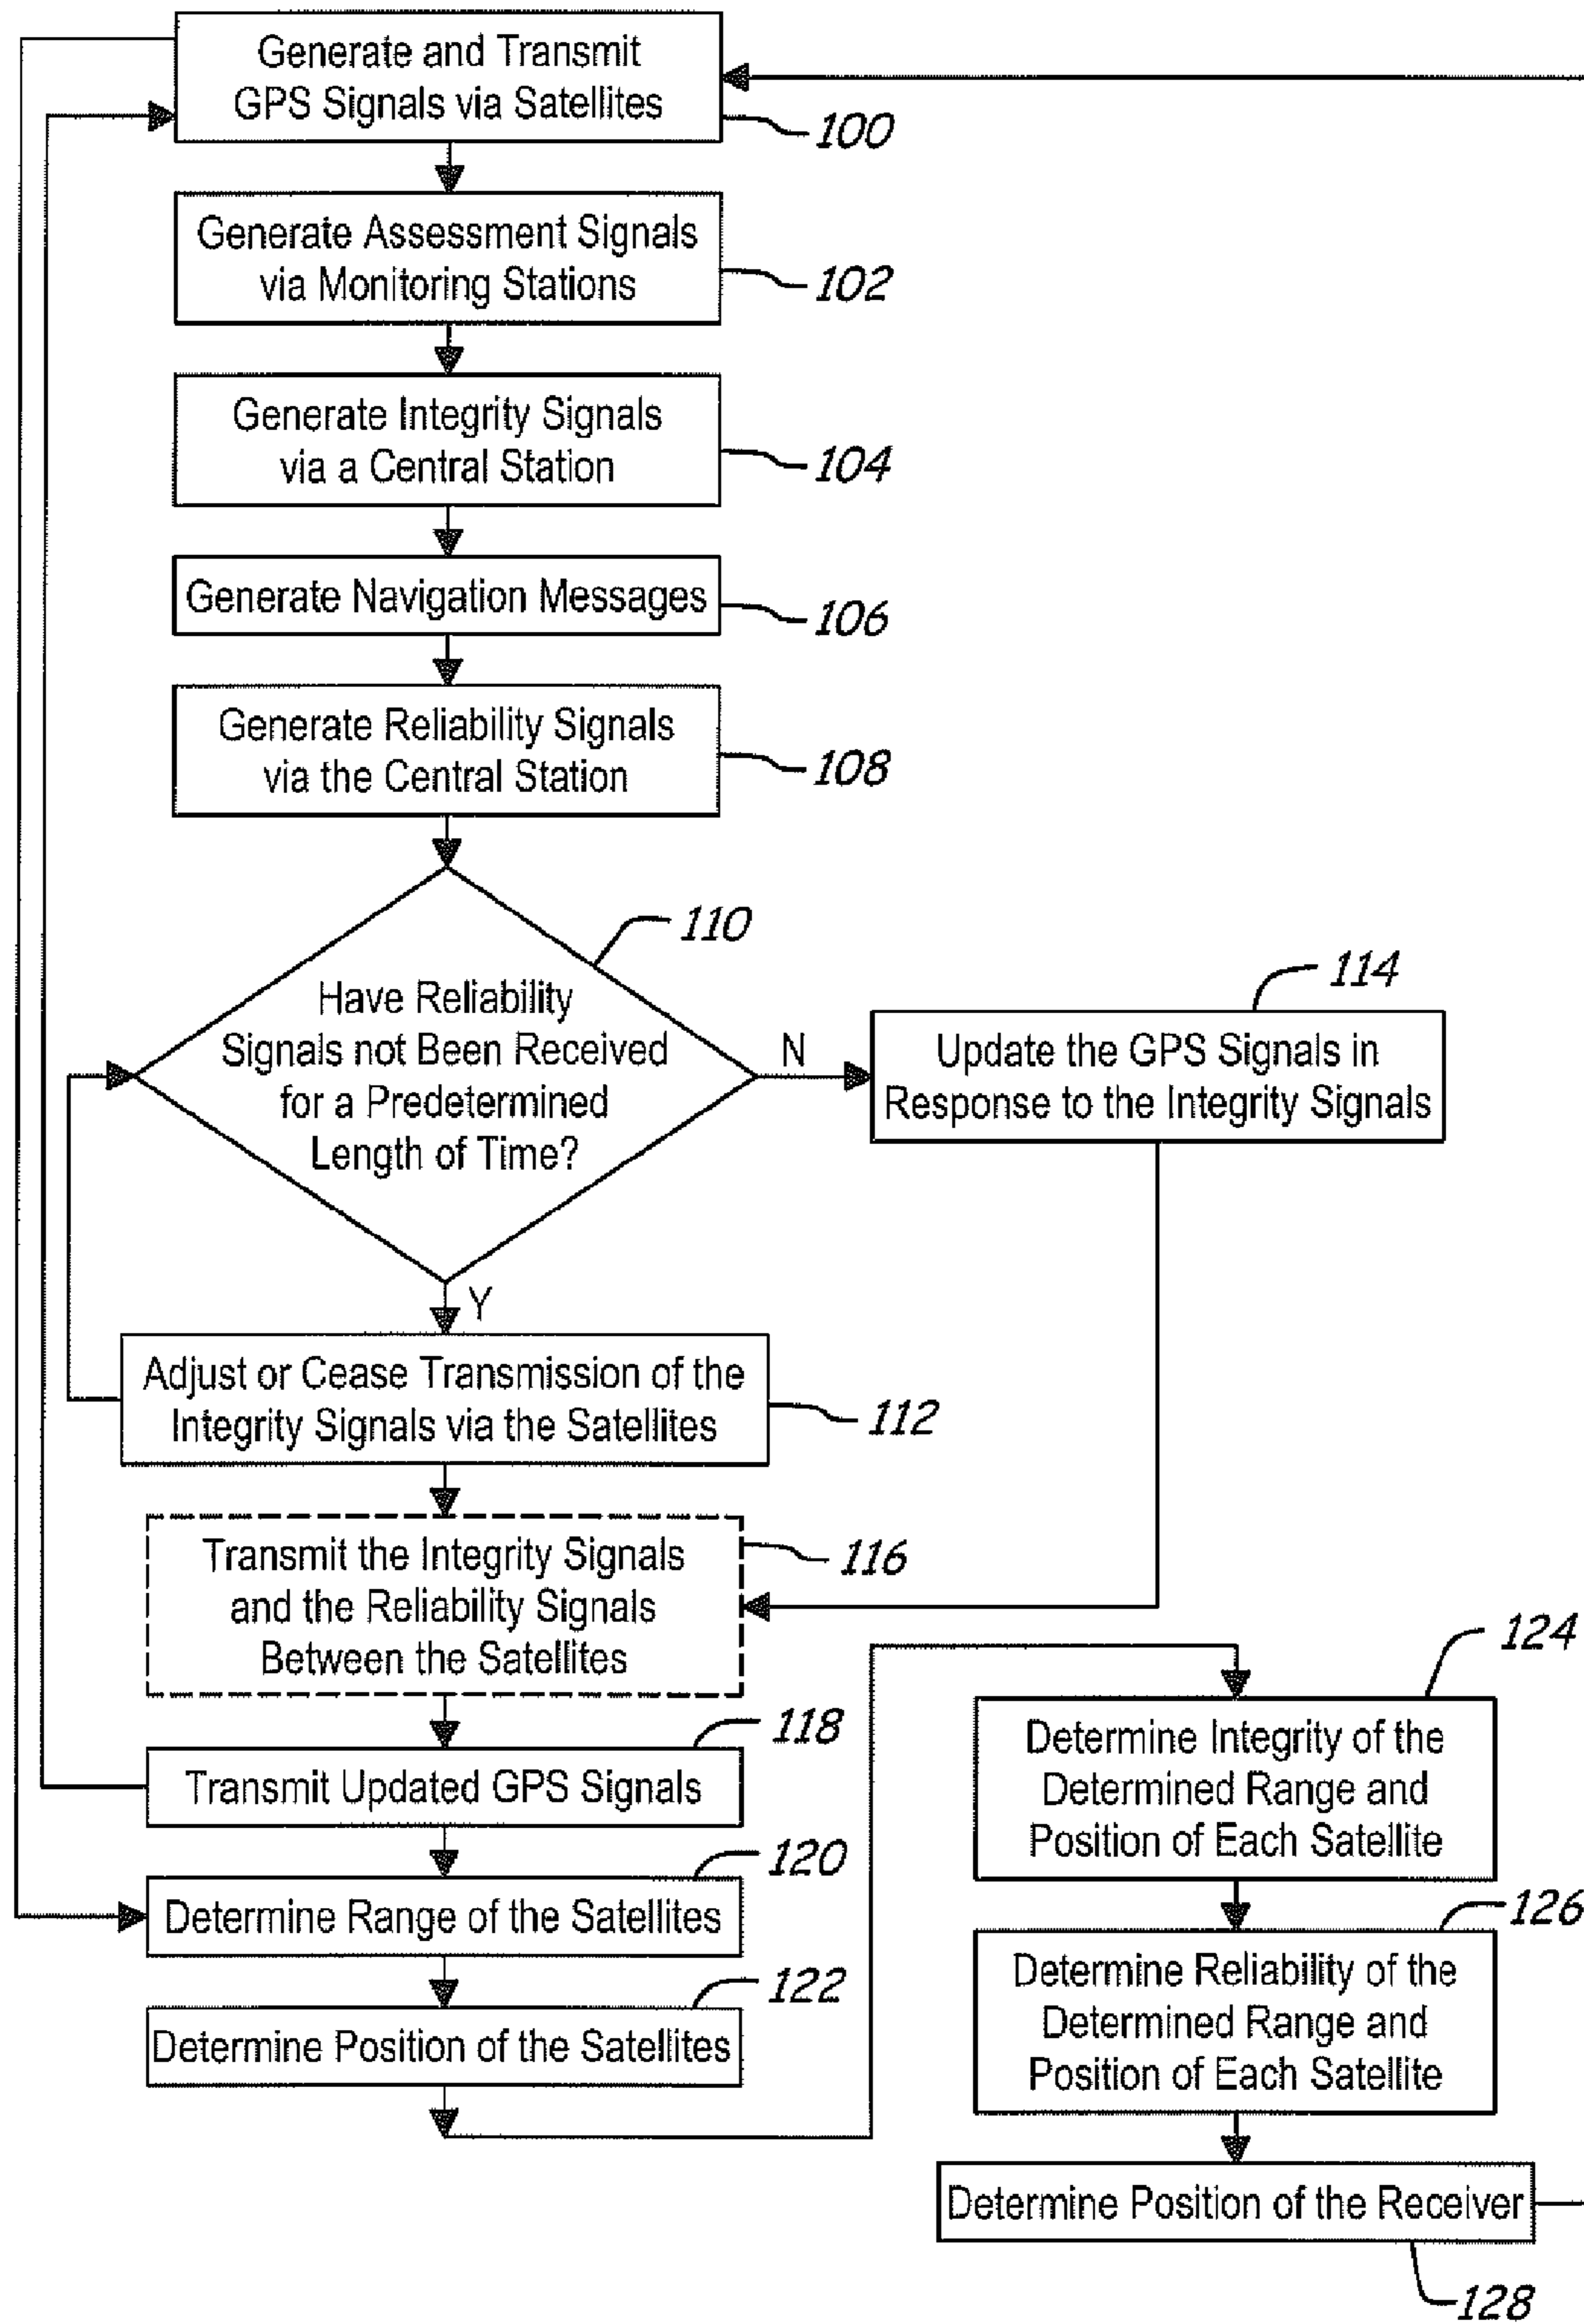 Generate and Transmit
GPS Signals via Satellites
100
Generate Assessment Signals
via Monitoring Stations
102
Generate Integrity Signals
via a Central Station
104
Generate Navigation Messages
106
Generate Reliability Signals
via the Central Station
108
110
Have Reliability
Signals not Been Received
for a Predetermined
Length of Time?
N
114
Update the GPS Signals in
Response to the Integrity Signals
Y
Adjust or Cease Transmission of the
Integrity Signals via the Satellites
112
Transmit the Integrity Signals
and the Reliability Signals
Between the Satellites
116
118
Transmit Updated GPS Signals
120
Determine Range of the Satellites
122
Determine Position of the Satellites
124
Determine Integrity of the
Determined Range and
Position of Each Satellite
126
Determine Reliability of the
Determined Range and
Position of Each Satellite
Determine Position of the Receiver
128